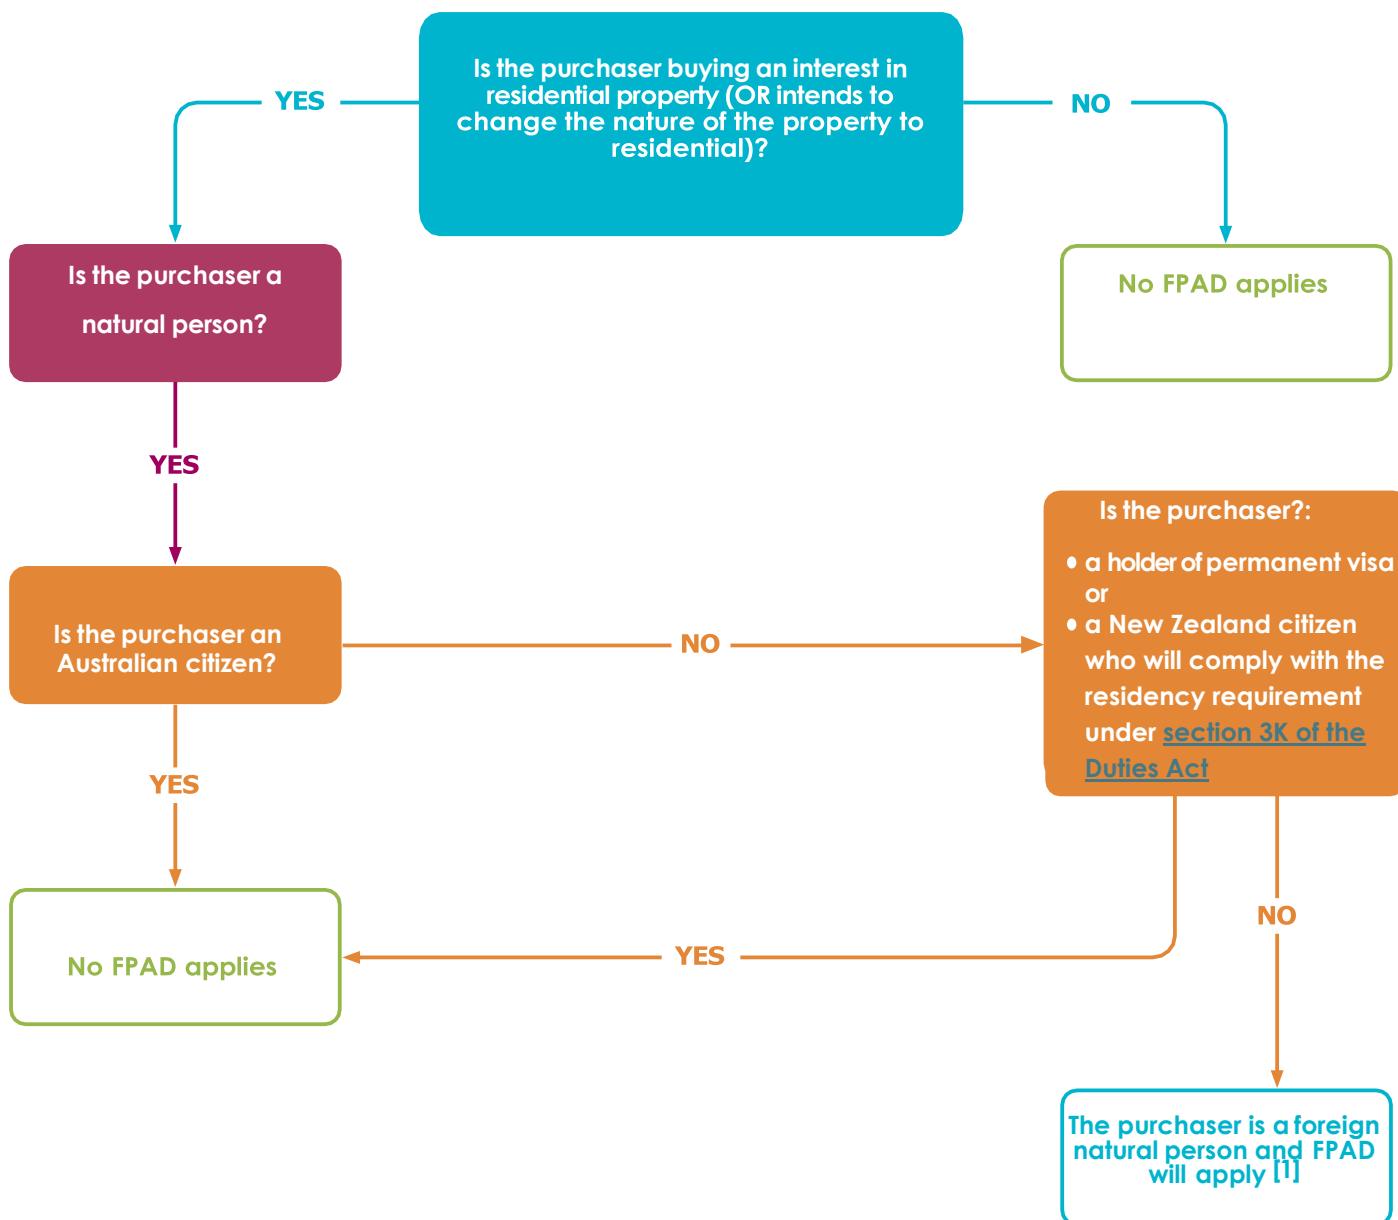 Is the purchaser buying an interest in
residential property (OR intends to
change the nature of the property to
residential)?
YES
NO
Is the purchaser a
natural person?
No FPAD applies
YES
Is the purchaser an
Australian citizen?
NO
Is the purchaser?:
• a holder of permanent visa
or
• a New Zealand citizen
who will comply with the
residency requirement
under section 3K of the
Duties Act
YES
No FPAD applies
YES
NO
The purchaser is a foreign
natural person and FPAD
will apply [1]